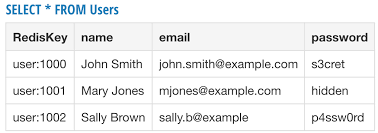 SELECT * FROM Users
RedisKey name email password
user:1000 John Smith john.smith@example.com s3cret
user:1001 Mary Jones mjones@example.com hidden
user:1002 Sally Brown sally.b@example p4ssw0rd